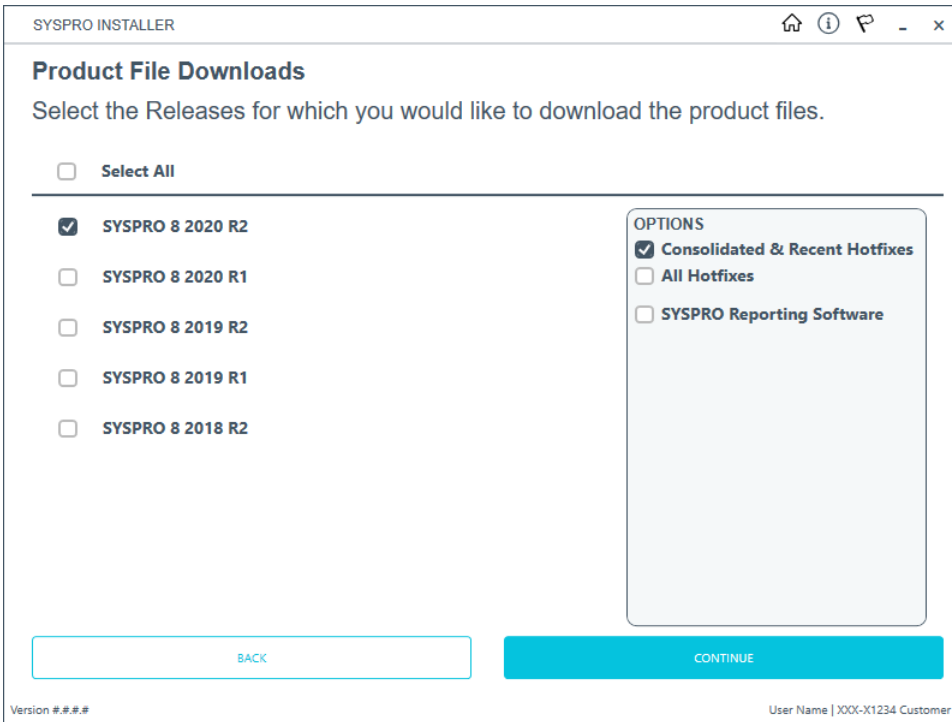 SYSPRO INSTALLER
Product File Downloads
Select the Releases for which you would like to download the product files.
Select All
SYSPRO 8 2020 R2
SYSPRO 8 2020 R1
SYSPRO 8 2019 R2
SYSPRO 8 2019 R1
SYSPRO 8 2018 R2
OPTIONS
Consolidated & Recent Hotfixes
All Hotfixes
SYSPRO Reporting Software
BACK
CONTINUE
Version #.#.#.#
User Name | XXX-X1234 Customer